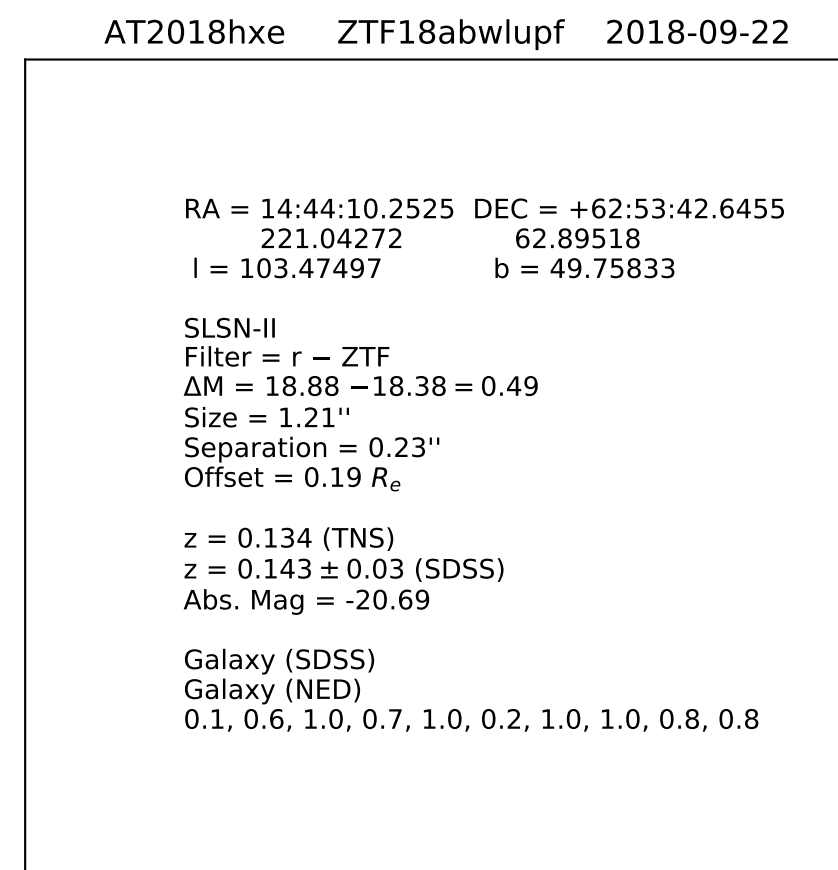 AT2018hxe ZTF18abwlupf 2018-09-22
RA = 14:44:10.2525 DEC = +62:53:42.6455
221.04272 62.89518
l = 103.47497 b = 49.75833
SLSN-II
Filter = r − ZTF
ΔM = 18.88 −18.38 = 0.49
Size = 1.21''
Separation = 0.23''
Offset = 0.19 Re
z = 0.134 (TNS)
z = 0.143 ± 0.03 (SDSS)
Abs. Mag = -20.69
Galaxy (SDSS)
Galaxy (NED)
0.1, 0.6, 1.0, 0.7, 1.0, 0.2, 1.0, 1.0, 0.8, 0.8